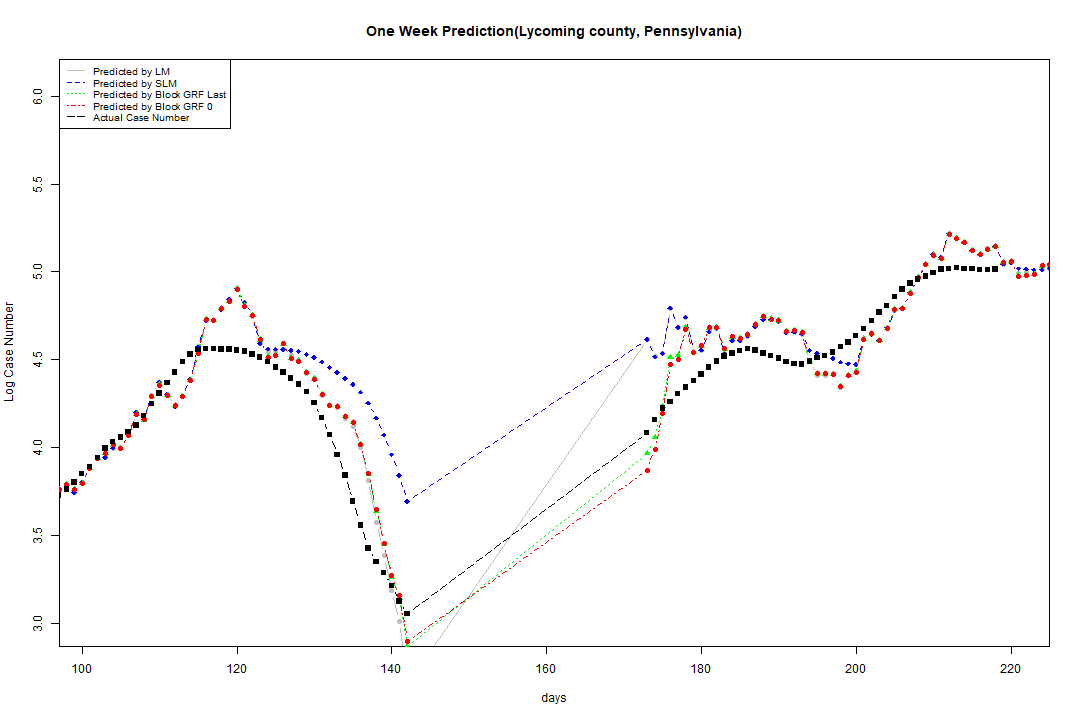 One Week Prediction(Lycoming county, Pennsylvania)
Predicted by LM
Predicted by SLM
Predicted by Block GRF Last
Predicted by Block GRF 0
Actual Case Number
6.0
5.5
5.0
4.5
4.0
3.5
3.0
Log Case Number
100 120 140 160 180 200 220
days